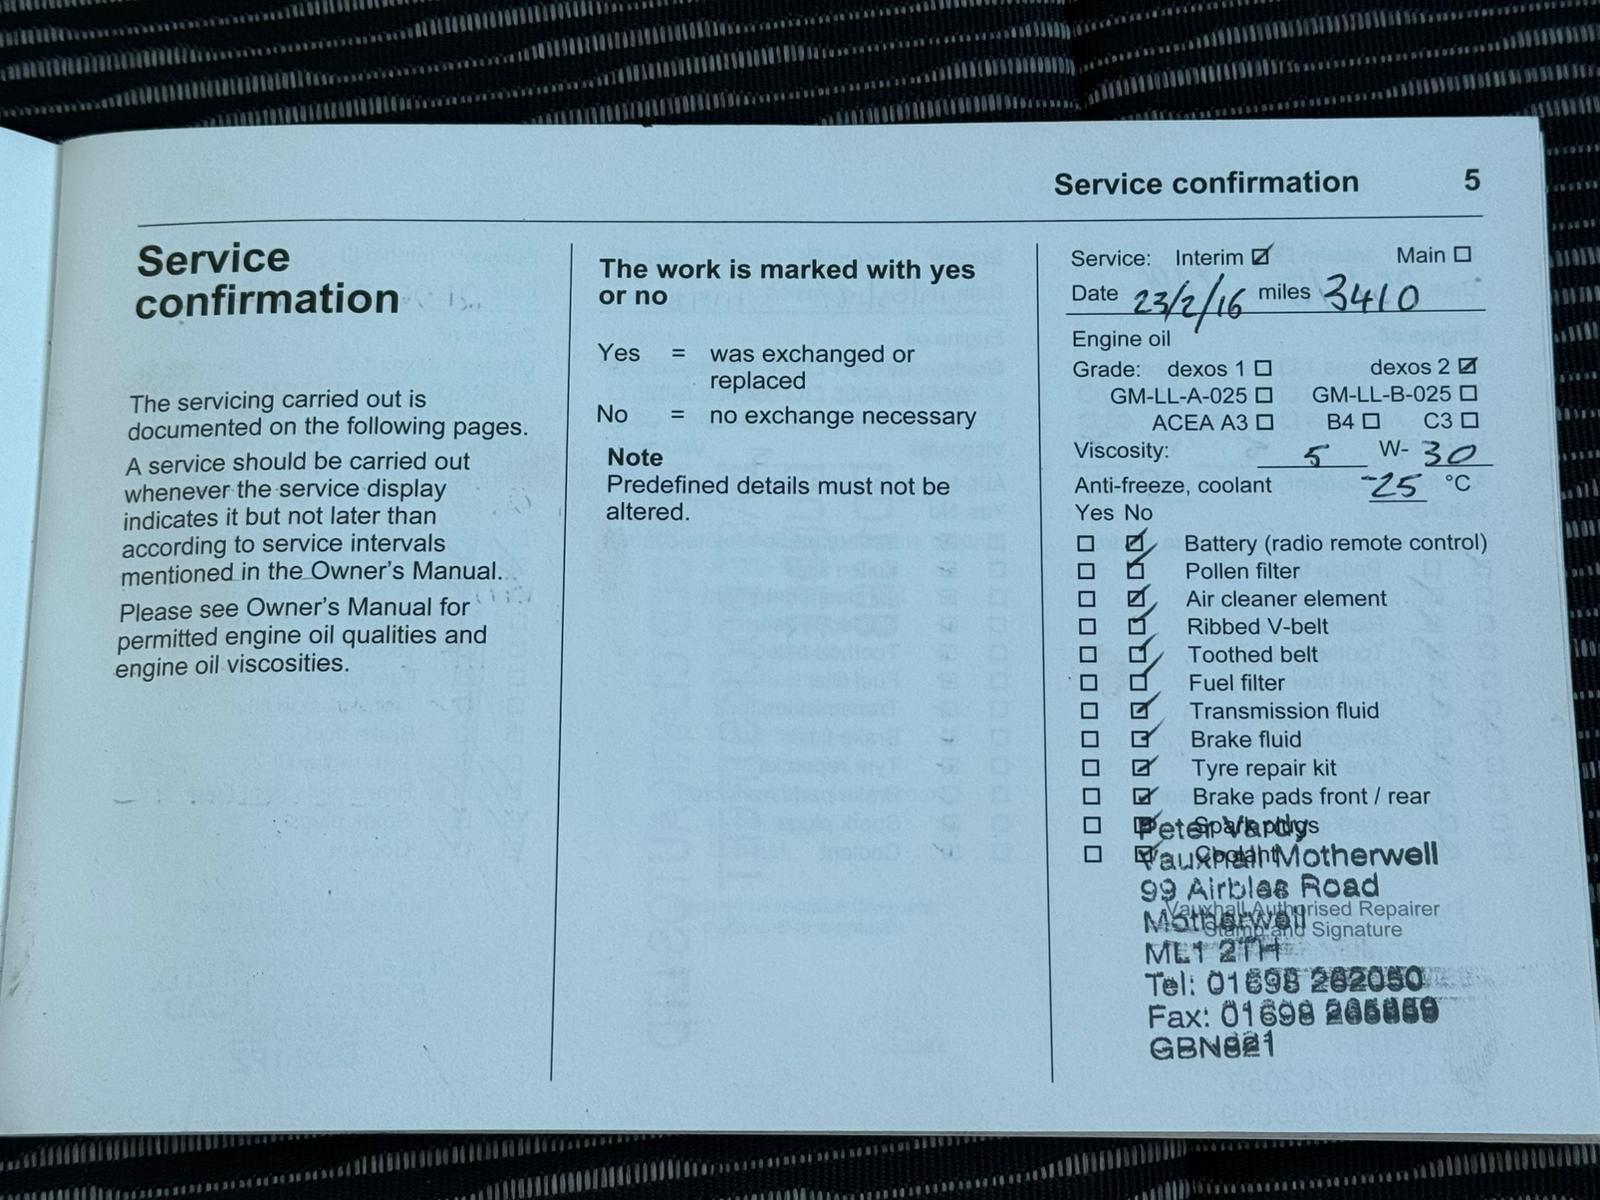 Service confirmation 5
Service
confirmation
The servicing carried out is
documented on the following pages.
A service should be carried out
whenever the service display
indicates it but not later than
according to service intervals
mentioned in the Owner's Manual.
Please see Owner's Manual for
permitted engine oil qualities and
engine oil viscosities.
The work is marked with yes
or no
Yes = was exchanged or
replaced
No = no exchange necessary
Note
Predefined details must not be
altered.
Service: Interim ☑ Main ☐
Date 23/2/16 miles 3410
Engine oil
Grade: dexos 1 ☐ dexos 2 ☑
GM-LL-A-025 ☐ GM-LL-B-025 ☐
ACEA A3 ☐ B4 ☐ C3 ☐
Viscosity: 5 W- 30
Anti-freeze, coolant -25 °C
Yes No
☐ ☑ Battery (radio remote control)
☐ ☑ Pollen filter
☐ ☑ Air cleaner element
☐ ☑ Ribbed V-belt
☐ ☑ Toothed belt
☐ ☑ Fuel filter
☐ ☑ Transmission fluid
☐ ☑ Brake fluid
☐ ☑ Tyre repair kit
☐ ☑ Brake pads front / rear
☐ ☑ Spark plugs
☐ ☑ Coolant
Vauxhall Authorised Repairer
Stamp and Signature
Peter Vardy
Vauxhall Motherwell
99 Airbles Road
Motherwell
ML1 2TH
Tel: 01698 262050
Fax: 01698
GBN821